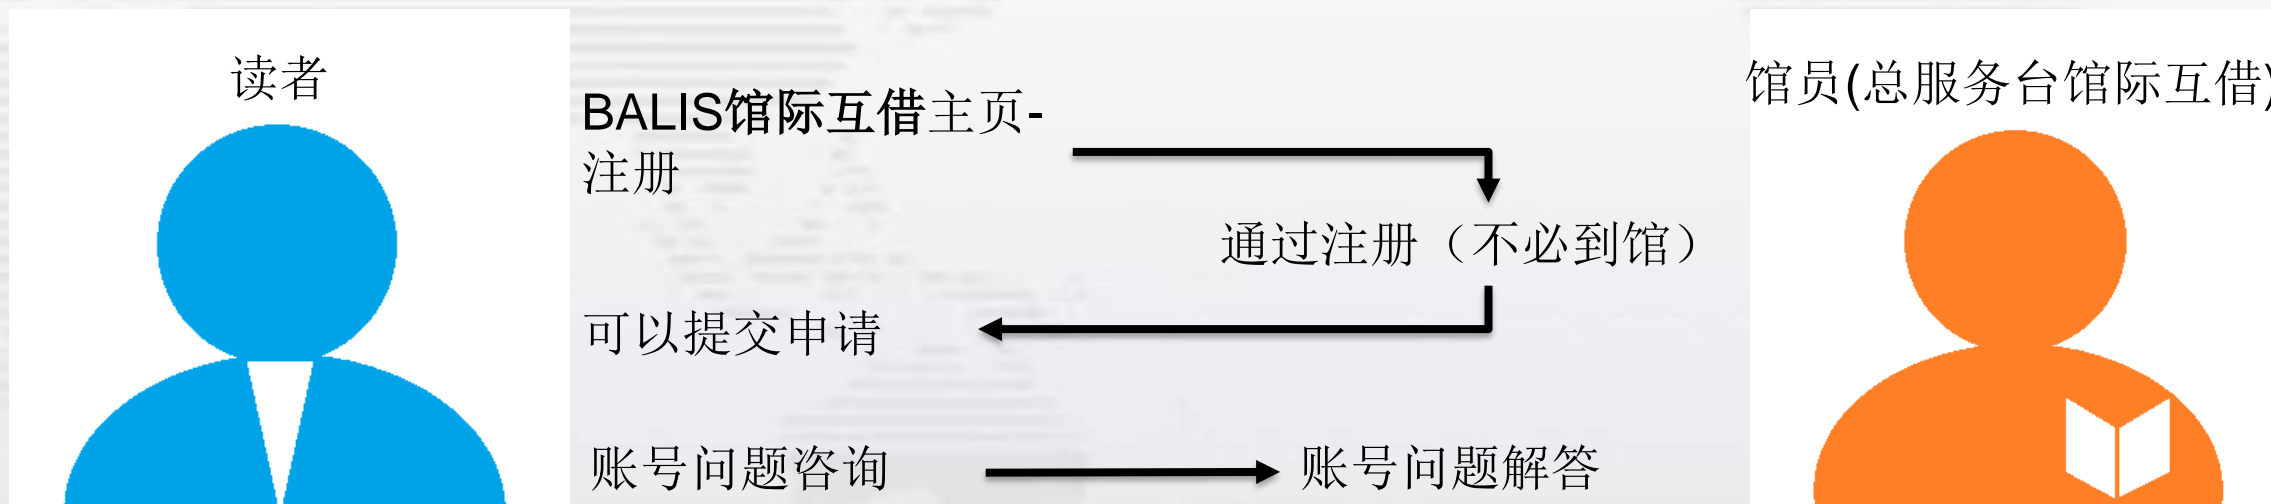 读者
馆员(总服务台馆际互借)
BALIS馆际互借主页-
注册
通过注册（不必到馆）
可以提交申请
账号问题咨询
账号问题解答